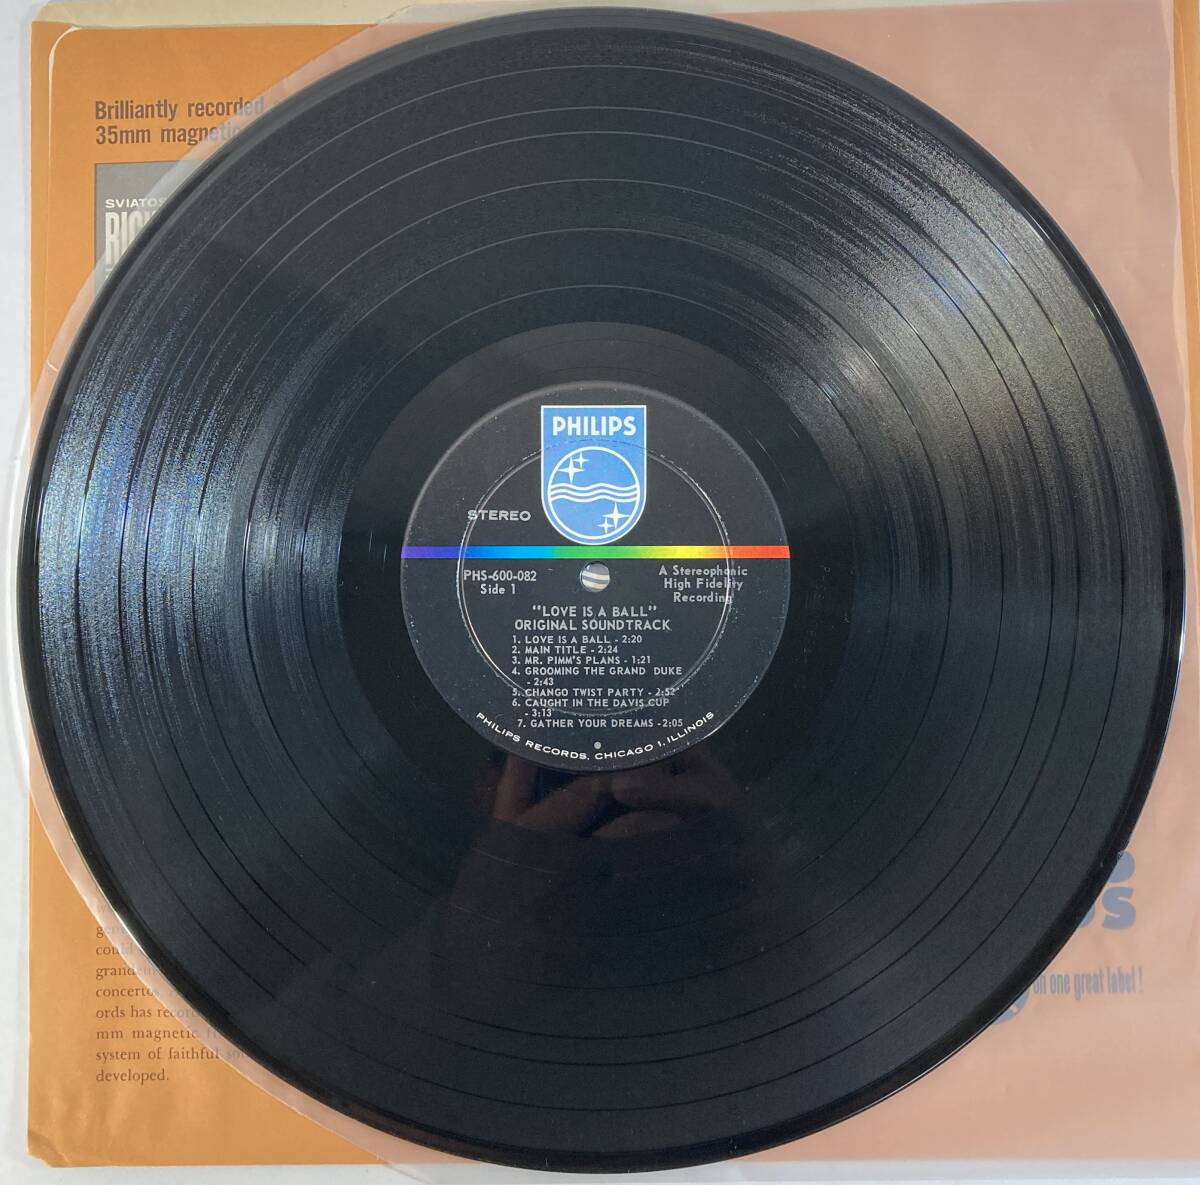 Brilliantly recorded
35mm magnetic
PHILIPS
STEREO
PHS-600-082
Side 1
A Stereophonic
High Fidelity
Recording
"LOVE IS A BALL"
ORIGINAL SOUNDTRACK
1. LOVE IS A BALL - 2:20
2. MAIN TITLE - 2:24
3. MR. PIMM'S PLANS - 1:21
4. GROOMING THE GRAND DUKE
- 2:43
5. CHANGO TWIST PARTY - 2:52
6. CAUGHT IN THE DAVIS CUP
- 3:13
7. GATHER YOUR DREAMS - 2:05
PHILIPS RECORDS, CHICAGO 1, ILLINOIS
on one great label!
could
concertos
ords has
mm magnetic
system of faithful
developed.